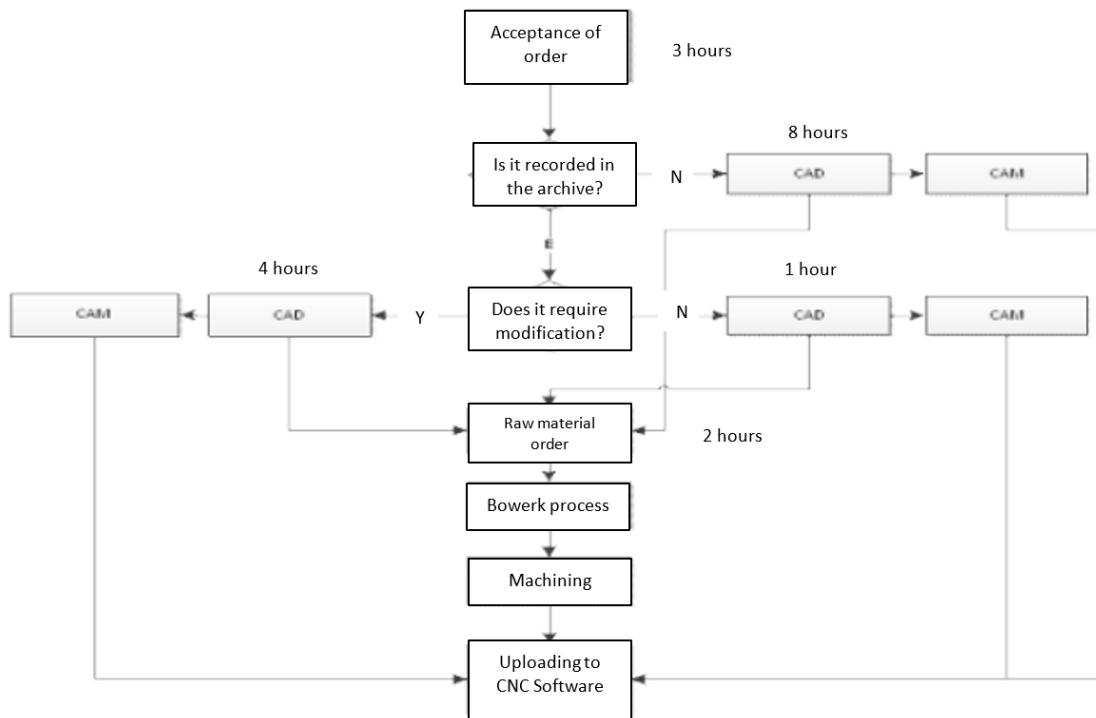 Acceptance of
order
3 hours
8 hours
Is it recorded in
the archive?
N
CAD
CAM
E
4 hours
1 hour
CAM
CAD
Y
Does it require
modification?
N
CAD
CAM
Raw material
order
2 hours
Bowerk process
Machining
Uploading to
CNC Software